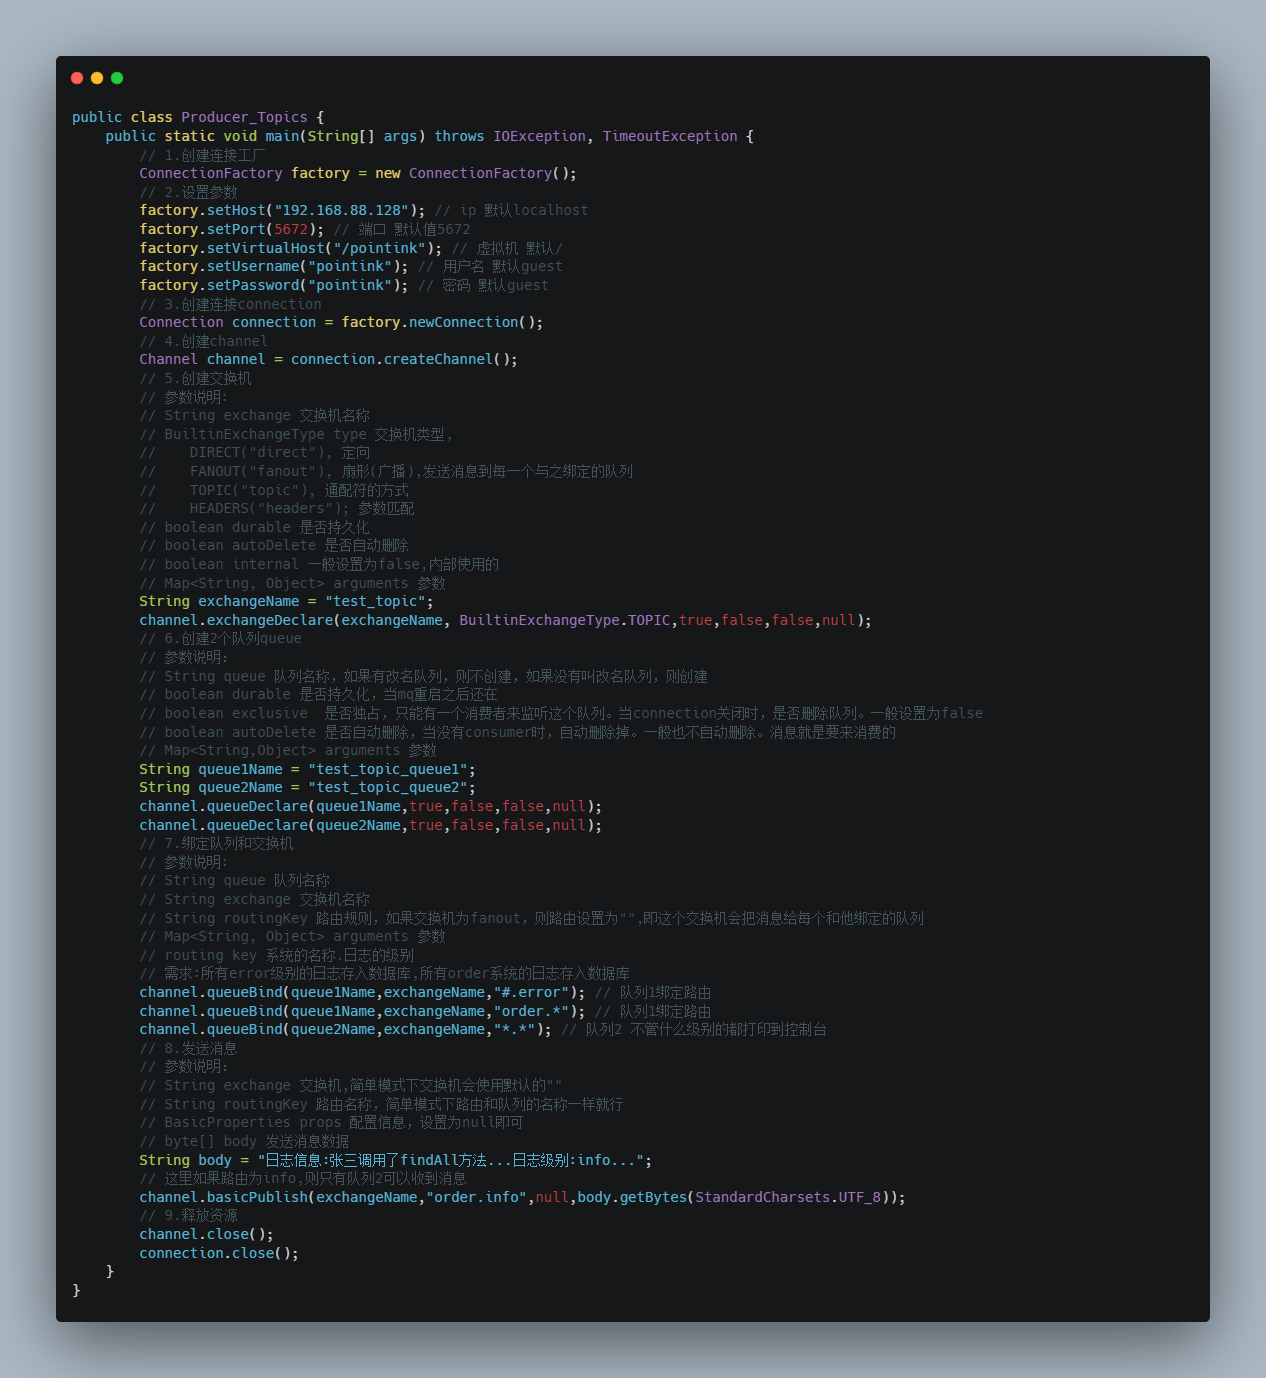 public class Producer_Topics {
    public static void main(String[] args) throws IOException, TimeoutException {
        // 1.创建连接工厂
        ConnectionFactory factory = new ConnectionFactory();
        // 2.设置参数
        factory.setHost("192.168.88.128"); // ip 默认localhost
        factory.setPort(5672); // 端口 默认值5672
        factory.setVirtualHost("/pointink"); // 虚拟机 默认/
        factory.setUsername("pointink"); // 用户名 默认guest
        factory.setPassword("pointink"); // 密码 默认guest
        // 3.创建连接connection
        Connection connection = factory.newConnection();
        // 4.创建channel
        Channel channel = connection.createChannel();
        // 5.创建交换机
        // 参数说明:
        // String exchange 交换机名称
        // BuiltinExchangeType type 交换机类型,
        //    DIRECT("direct"), 定向
        //    FANOUT("fanout"), 扇形(广播),发送消息到每一个与之绑定的队列
        //    TOPIC("topic"), 通配符的方式
        //    HEADERS("headers"); 参数匹配
        // boolean durable 是否持久化
        // boolean autoDelete 是否自动删除
        // boolean internal 一般设置为false,内部使用的
        // Map<String, Object> arguments 参数
        String exchangeName = "test_topic";
        channel.exchangeDeclare(exchangeName, BuiltinExchangeType.TOPIC,true,false,false,null);
        // 6.创建2个队列queue
        // 参数说明:
        // String queue 队列名称，如果有改名队列，则不创建，如果没有叫改名队列，则创建
        // boolean durable 是否持久化，当mq重启之后还在
        // boolean exclusive  是否独占，只能有一个消费者来监听这个队列。当connection关闭时，是否删除队列。一般设置为false
        // boolean autoDelete 是否自动删除，当没有consumer时，自动删除掉。一般也不自动删除。消息就是要来消费的
        // Map<String,Object> arguments 参数
        String queue1Name = "test_topic_queue1";
        String queue2Name = "test_topic_queue2";
        channel.queueDeclare(queue1Name,true,false,false,null);
        channel.queueDeclare(queue2Name,true,false,false,null);
        // 7.绑定队列和交换机
        // 参数说明:
        // String queue 队列名称
        // String exchange 交换机名称
        // String routingKey 路由规则，如果交换机为fanout，则路由设置为"",即这个交换机会把消息给每个和他绑定的队列
        // Map<String, Object> arguments 参数
        // routing key 系统的名称.日志的级别
        // 需求:所有error级别的日志存入数据库,所有order系统的日志存入数据库
        channel.queueBind(queue1Name,exchangeName,"#.error"); // 队列1绑定路由
        channel.queueBind(queue1Name,exchangeName,"order.*"); // 队列1绑定路由
        channel.queueBind(queue2Name,exchangeName,"*.*"); // 队列2 不管什么级别的都打印到控制台
        // 8.发送消息
        // 参数说明:
        // String exchange 交换机,简单模式下交换机会使用默认的""
        // String routingKey 路由名称，简单模式下路由和队列的名称一样就行
        // BasicProperties props 配置信息，设置为null即可
        // byte[] body 发送消息数据
        String body = "日志信息:张三调用了findAll方法...日志级别:info...";
        // 这里如果路由为info,则只有队列2可以收到消息
        channel.basicPublish(exchangeName,"order.info",null,body.getBytes(StandardCharsets.UTF_8));
        // 9.释放资源
        channel.close();
        connection.close();
    }
}